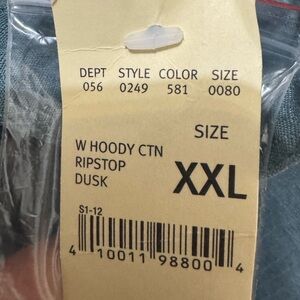 DEPT STYLE COLOR SIZE
056 0249 581 0080
SIZE
W HOODY CTN
RIPSTOP
DUSK
XXL
S1-12
4 10011 98800 4